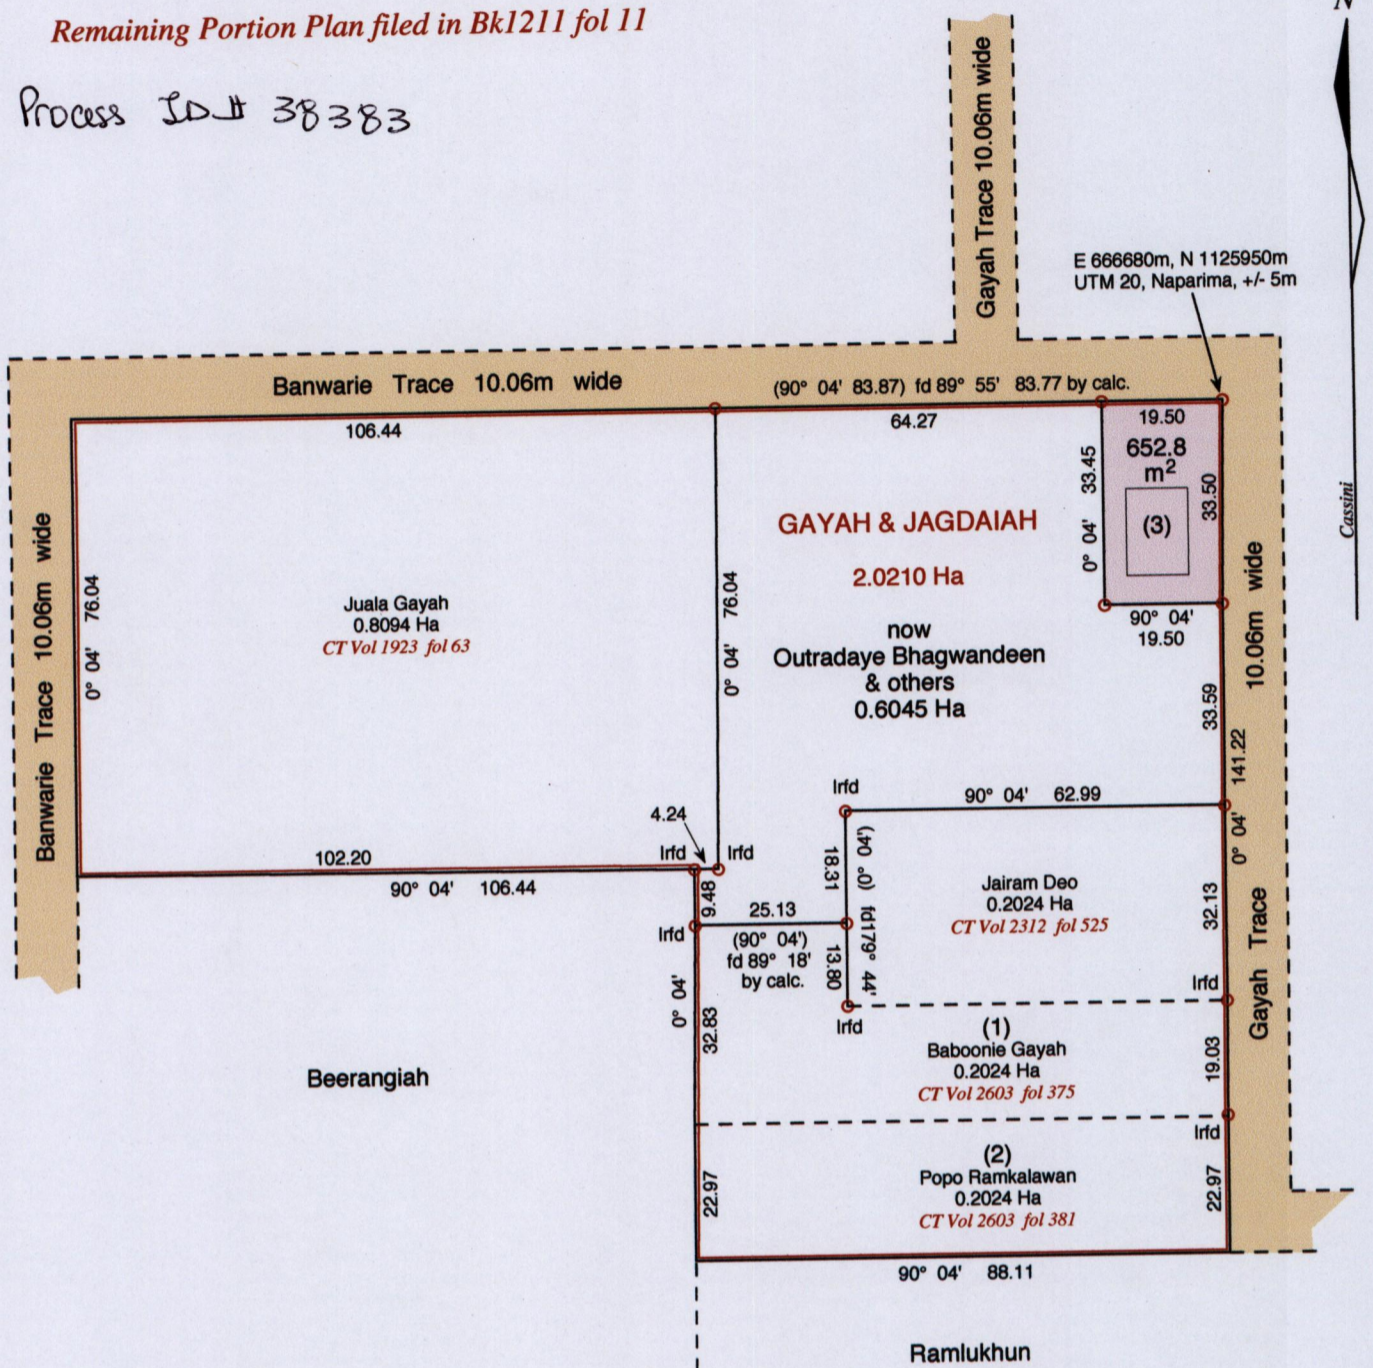 Remaining Portion Plan filed in Bk1211 fol 11
Process ID# 38383
N
Gayah Trace 10.06m wide
E 666680m, N 1125950m
UTM 20, Naparima, +/- 5m
Cassini
Banwarie Trace 10.06m wide
(90° 04' 83.87) fd 89° 55' 83.77 by calc.
106.44
64.27
19.50
652.8
m²
(3)
0° 04' 33.45
33.50
90° 04'
19.50
GAYAH & JAGDAIAH
2.0210 Ha
now
Outradaye Bhagwandeen
& others
0.6045 Ha
Banwarie Trace 10.06m wide
0° 04' 76.04
Juala Gayah
0.8094 Ha
CT Vol 1923 fol 63
0° 04' 76.04
33.59
0° 04' 141.22
Gayah Trace 10.06m wide
Irfd
90° 04' 62.99
4.24
Irfd
Irfd
102.20
90° 04' 106.44
9.48
25.13
Irfd
(90° 04')
fd 89° 18'
by calc.
18.31
13.80
(0° 04') fd179° 44'
Jairam Deo
0.2024 Ha
CT Vol 2312 fol 525
32.13
Irfd
Irfd
0° 04'
32.83
(1)
Baboonie Gayah
0.2024 Ha
CT Vol 2603 fol 375
19.03
Irfd
Beerangiah
(2)
Popo Ramkalawan
0.2024 Ha
CT Vol 2603 fol 381
22.97
22.97
90° 04' 88.11
Ramlukhun